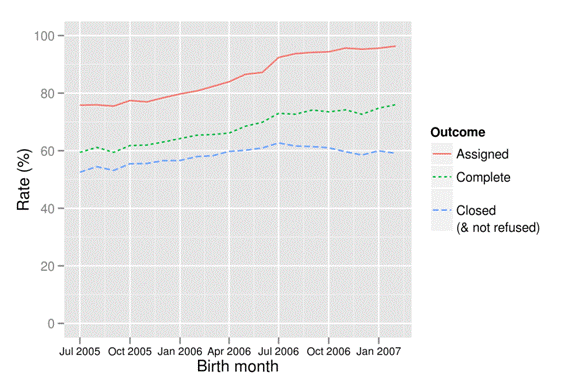 100
80
60
40
20
0
Rate (%)
Jul 2005 Oct 2005 Jan 2006 Apr 2006 Jul 2006 Oct 2006 Jan 2007
Birth month
Outcome
Assigned
Complete
Closed
(& not refused)